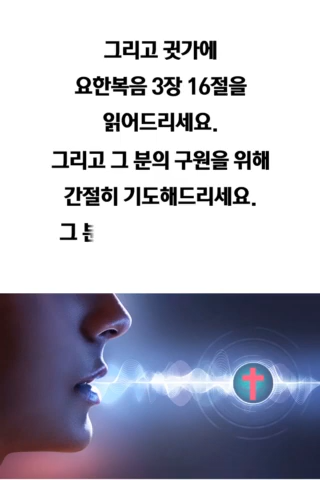 그리고 귓가에
요한복음 3장 16절을
읽어드리세요.
그리고 그 분의 구원을 위해
간절히 기도해드리세요.
그